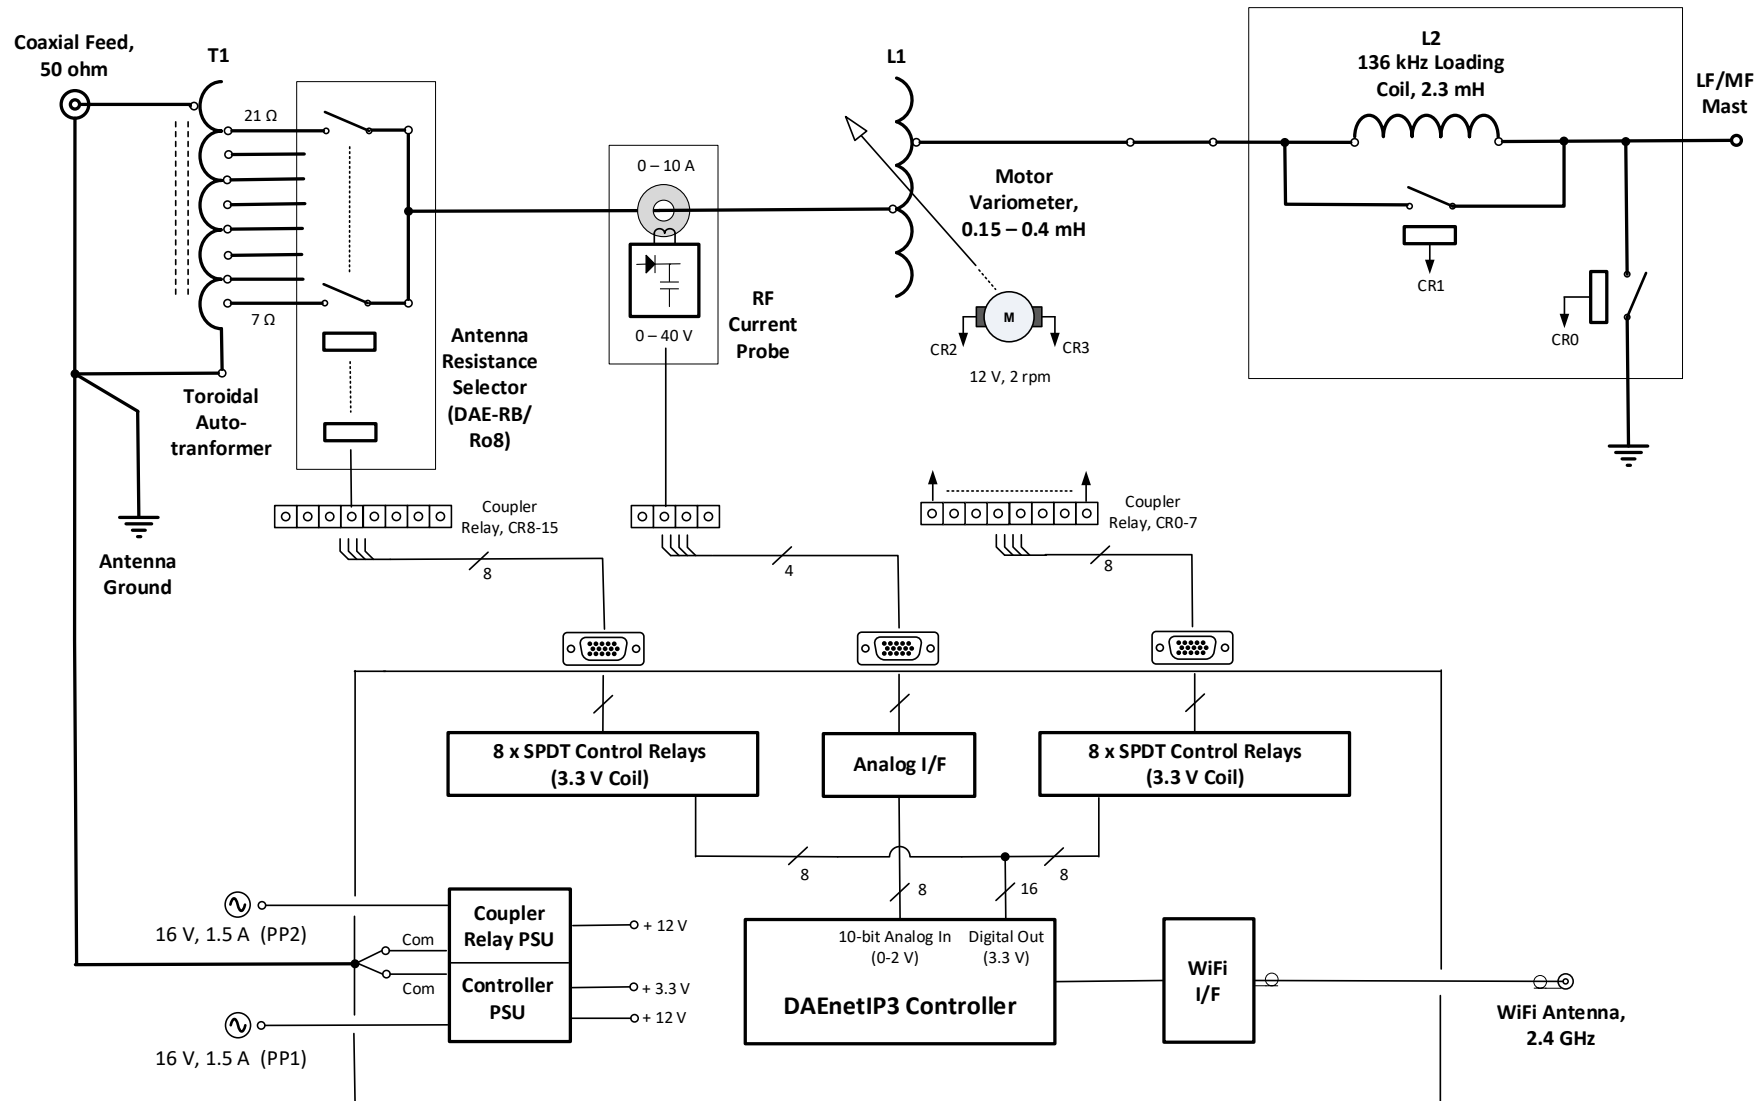 Coaxial Feed,
50 ohm
T1
21 Ω
7 Ω
Toroidal
Auto-
tranformer
Antenna
Resistance
Selector
(DAE-RB/
Ro8)
0 – 10 A
0 – 40 V
RF
Current
Probe
L1
Motor
Variometer,
0.15 – 0.4 mH
M
CR2
CR3
12 V, 2 rpm
L2
136 kHz Loading
Coil, 2.3 mH
LF/MF
Mast
CR1
CR0
Antenna
Ground
Coupler
Relay, CR8-15
8
4
Coupler
Relay, CR0-7
8
8 x SPDT Control Relays
(3.3 V Coil)
Analog I/F
8 x SPDT Control Relays
(3.3 V Coil)
8
8
8
16
16 V, 1.5 A  (PP2)
Com
Com
16 V, 1.5 A  (PP1)
Coupler
Relay PSU
Controller
PSU
+ 12 V
+ 3.3 V
+ 12 V
10-bit Analog In
(0-2 V)
Digital Out
(3.3 V)
DAEnetIP3 Controller
WiFi
I/F
WiFi Antenna,
2.4 GHz